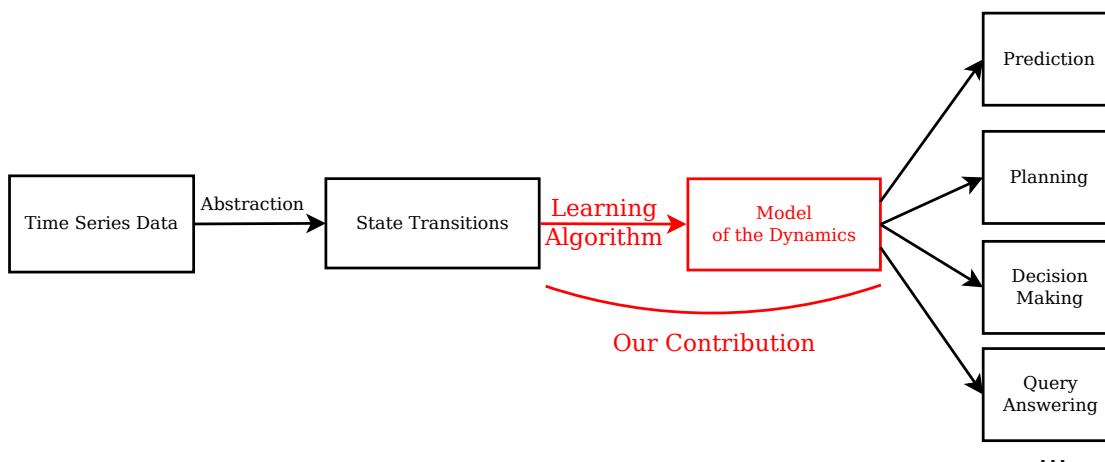 Time Series Data
Abstraction
State Transitions
Learning
Algorithm
Model
of the Dynamics
Our Contribution
Prediction
Planning
Decision
Making
Query
Answering
...